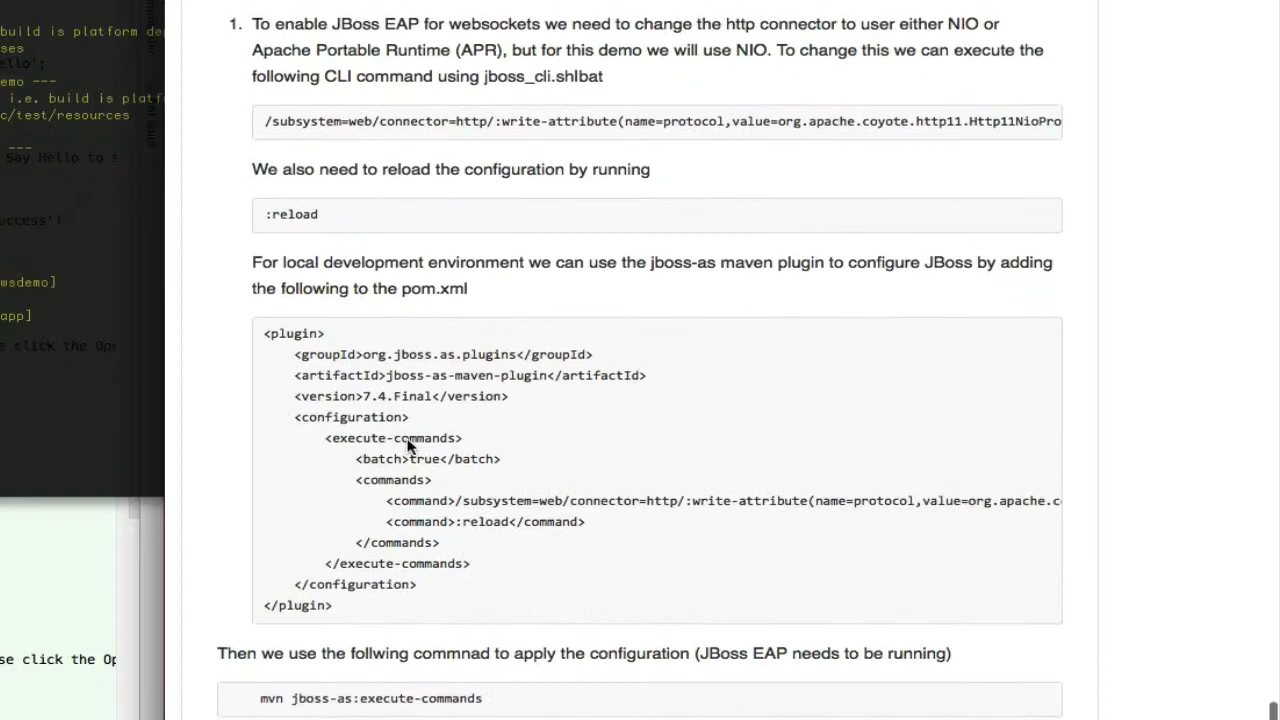 build is platform de
ses
ello';
emo ---
i.e. build is platf
c/test/resources
---
Say Hello to s
uccess')
wsdemo]
app]
e click the Ope
se click the Op
1. To enable JBoss EAP for websockets we need to change the http connector to user either NIO or
Apache Portable Runtime (APR), but for this demo we will use NIO. To change this we can execute the
following CLI command using jboss_cli.shlbat
/subsystem=web/connector=http/:write-attribute(name=protocol,value=org.apache.coyote.http11.Http11NioPro
We also need to reload the configuration by running
:reload
For local development environment we can use the jboss-as maven plugin to configure JBoss by adding
the following to the pom.xml
<plugin>
<groupId>org.jboss.as.plugins</groupId>
<artifactId>jboss-as-maven-plugin</artifactId>
<version>7.4.Final</version>
<configuration>
<execute-commands>
<batch>true</batch>
<commands>
<command>/subsystem=web/connector=http/:write-attribute(name=protocol,value=org.apache.c
<command>:reload</command>
</commands>
</execute-commands>
</configuration>
</plugin>
Then we use the follwing commnad to apply the configuration (JBoss EAP needs to be running)
mvn jboss-as:execute-commands